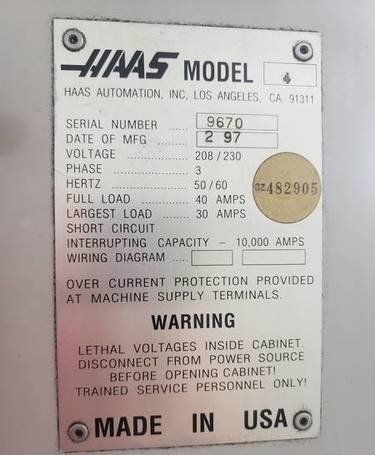 HAAS MODEL 4
HAAS AUTOMATION, INC, LOS ANGELES, CA. 91311
SERIAL NUMBER ..... 9670
DATE OF MFG ..... 2 97
VOLTAGE ........... 208/230
PHASE ............. 3
HERTZ ............. 50/60
FULL LOAD ........ 40 AMPS
LARGEST LOAD ..... 30 AMPS
SHORT CIRCUIT
INTERRUPTING CAPACITY – 10,000 AMPS
WIRING DIAGRAM .....
GZ482905
OVER CURRENT PROTECTION PROVIDED
AT MACHINE SUPPLY TERMINALS.
WARNING
LETHAL VOLTAGES INSIDE CABINET.
DISCONNECT FROM POWER SOURCE
BEFORE OPENING CABINET!
TRAINED SERVICE PERSONNEL ONLY!
MADE IN USA